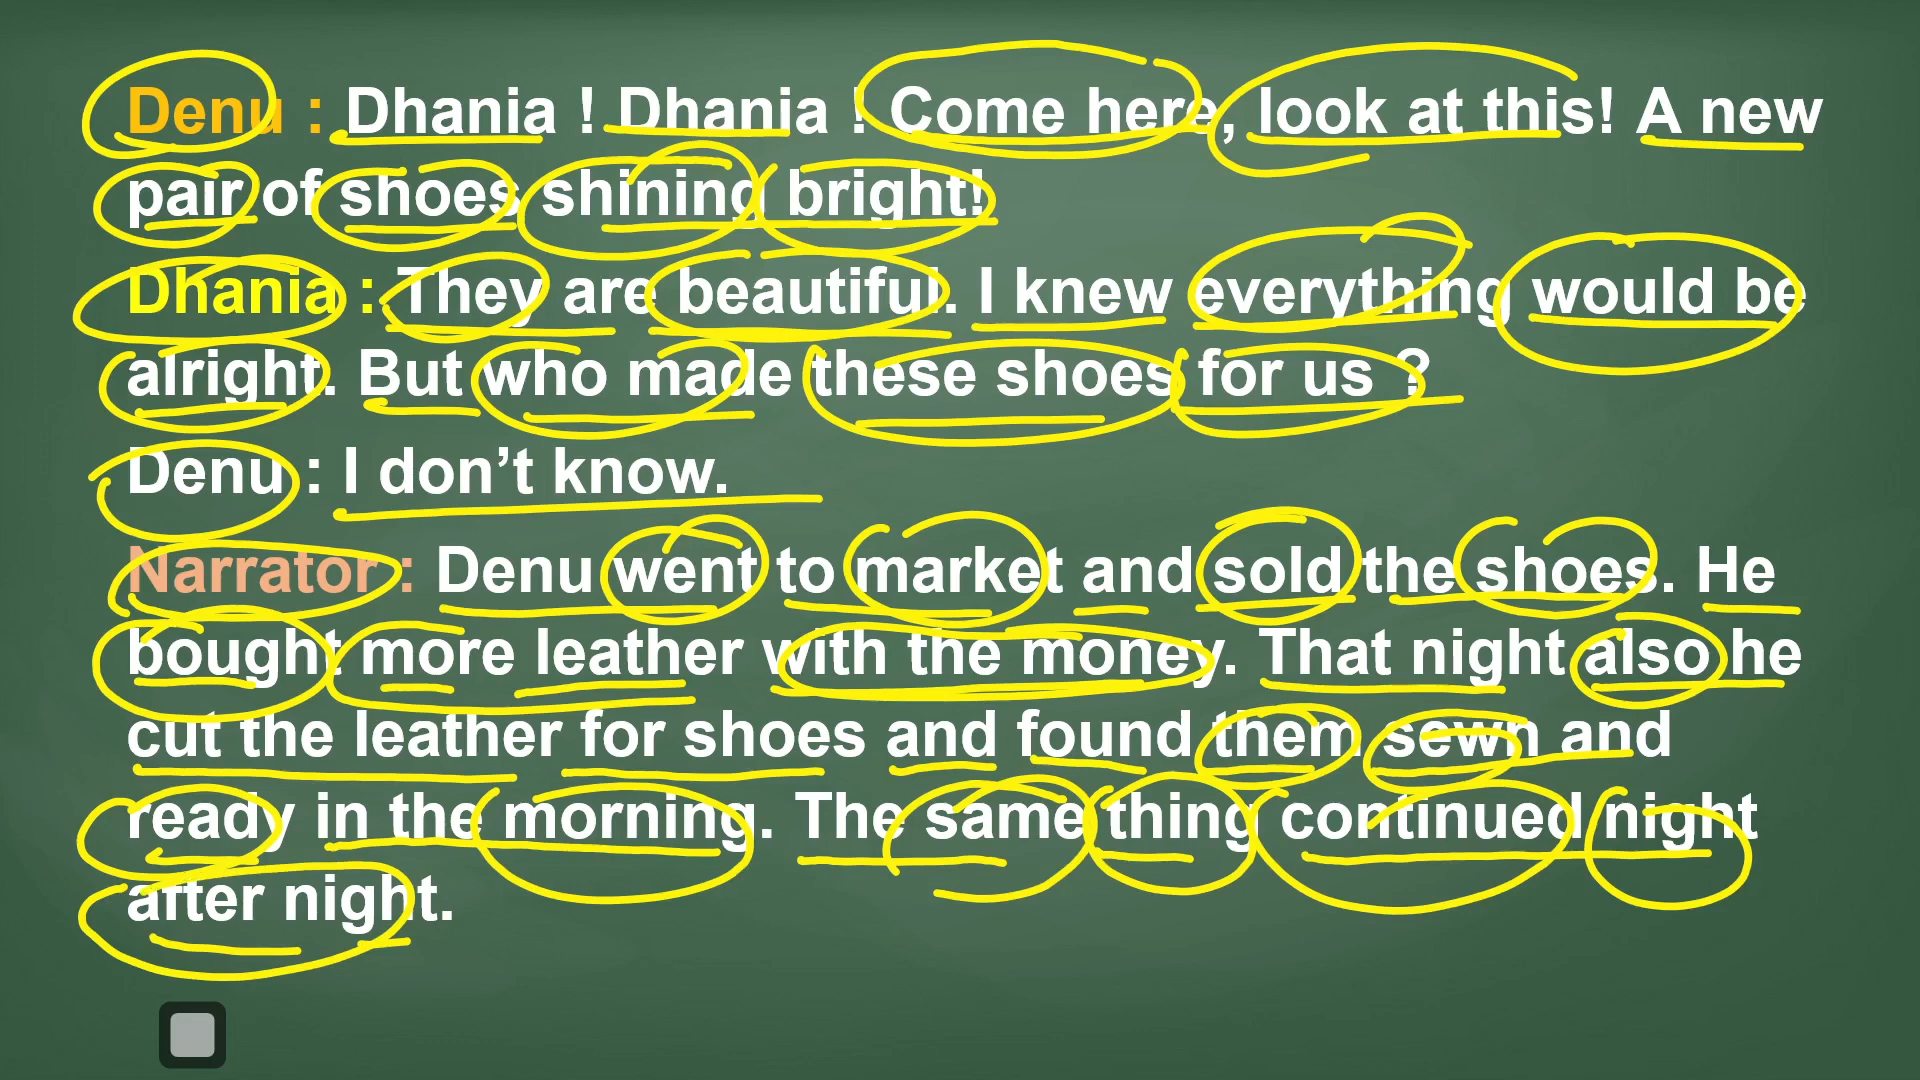 Denu : Dhania ! Dhania ! Come here, look at this! A new
pair of shoes shining bright!
Dhania : They are beautiful. I knew everything would be
alright. But who made these shoes for us ?
Denu : I don’t know.
Narrator : Denu went to market and sold the shoes. He
bought more leather with the money. That night also he
cut the leather for shoes and found them sewn and
ready in the morning. The same thing continued night
after night.